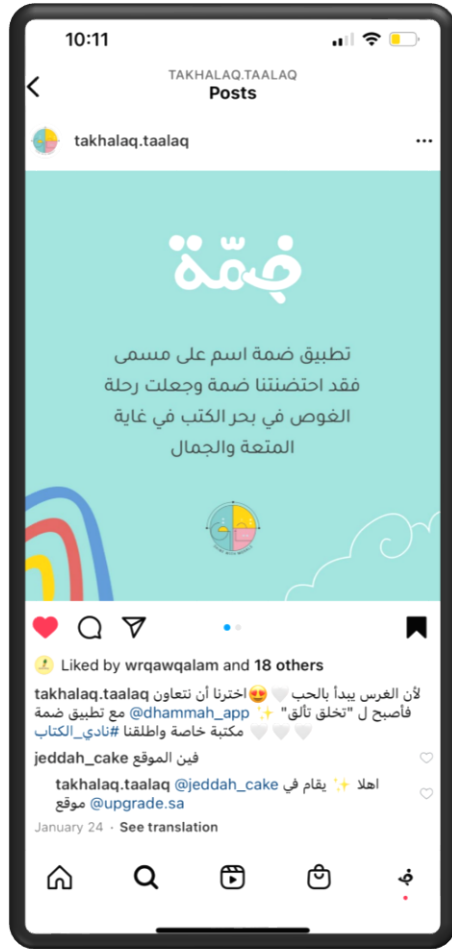 10:11
TAKHALAQ.TAALAQ
Posts
takhalaq.taalaq
ضمّة
تطبيق ضمة اسم على مسمى
فقد احتضنتنا ضمة وجعلت رحلة
الغوص في بحر الكتب في غاية
المتعة والجمال
Liked by wrqawqalam and 18 others
takhalaq.taalaq لأن الغرس يبدأ بالحب 🤍😍 اخترنا أن نتعاون
مع تطبيق ضمة @dhammah_app ✨ فأصبح ل "تخلق تألق"
مكتبة خاصة واطلقنا #نادي_الكتاب 🤍🤍🤍
jeddah_cake فين الموقع
takhalaq.taalaq @jeddah_cake اهلا ✨ يقام في
موقع @upgrade.sa
January 24 · See translation